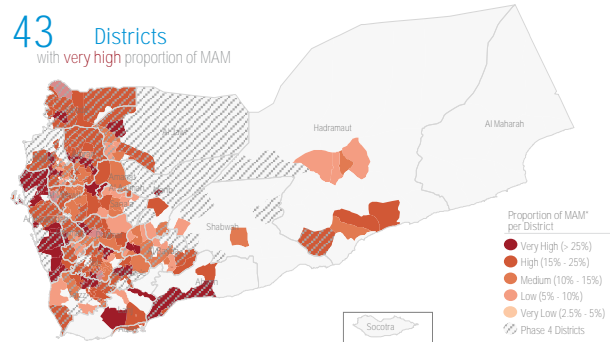 43 Districts
with very high proportion of MAM
Al Jawf
Hadramaut
Al Maharah
Shabwah
Proportion of MAM*
per District
Very High (> 25%)
High (15% - 25%)
Medium (10% - 15%)
Low (5% - 10%)
Very Low (2.5% - 5%)
Phase 4 Districts
Socotra